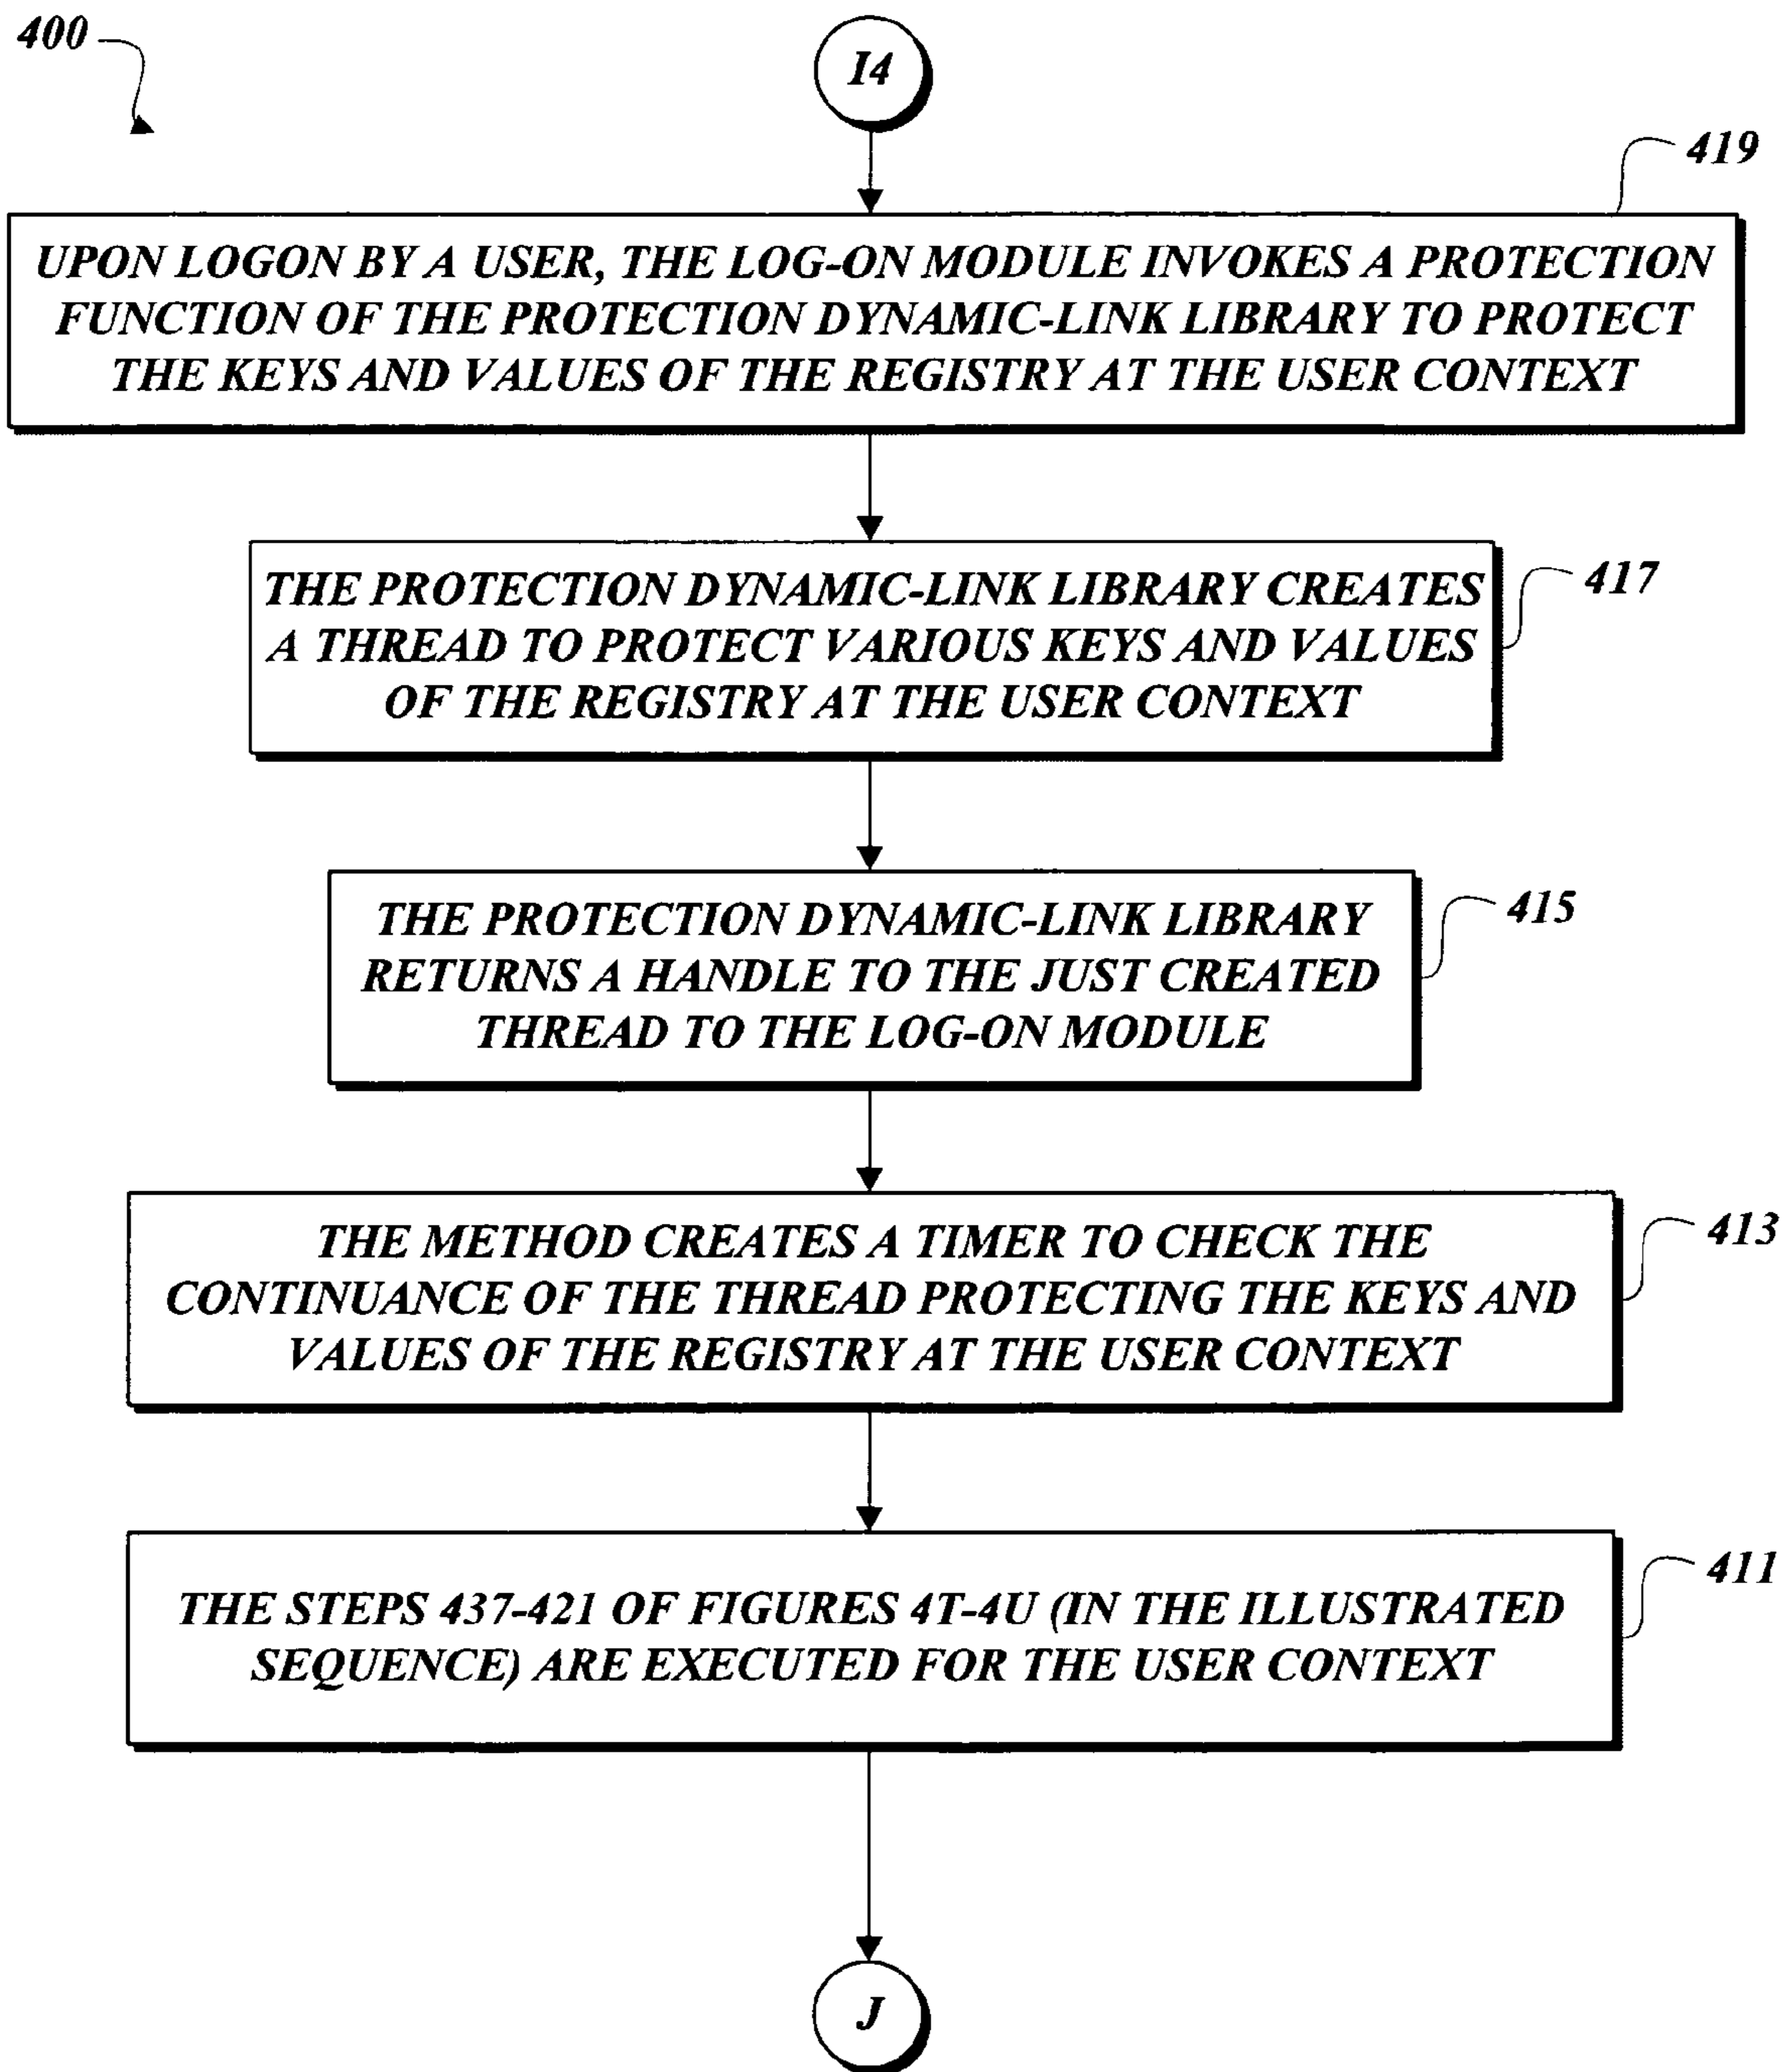 400
I4
419
UPON LOGON BY A USER, THE LOG-ON MODULE INVOKES A PROTECTION
FUNCTION OF THE PROTECTION DYNAMIC-LINK LIBRARY TO PROTECT
THE KEYS AND VALUES OF THE REGISTRY AT THE USER CONTEXT
417
THE PROTECTION DYNAMIC-LINK LIBRARY CREATES
A THREAD TO PROTECT VARIOUS KEYS AND VALUES
OF THE REGISTRY AT THE USER CONTEXT
415
THE PROTECTION DYNAMIC-LINK LIBRARY
RETURNS A HANDLE TO THE JUST CREATED
THREAD TO THE LOG-ON MODULE
413
THE METHOD CREATES A TIMER TO CHECK THE
CONTINUANCE OF THE THREAD PROTECTING THE KEYS AND
VALUES OF THE REGISTRY AT THE USER CONTEXT
411
THE STEPS 437-421 OF FIGURES 4T-4U (IN THE ILLUSTRATED
SEQUENCE) ARE EXECUTED FOR THE USER CONTEXT
J